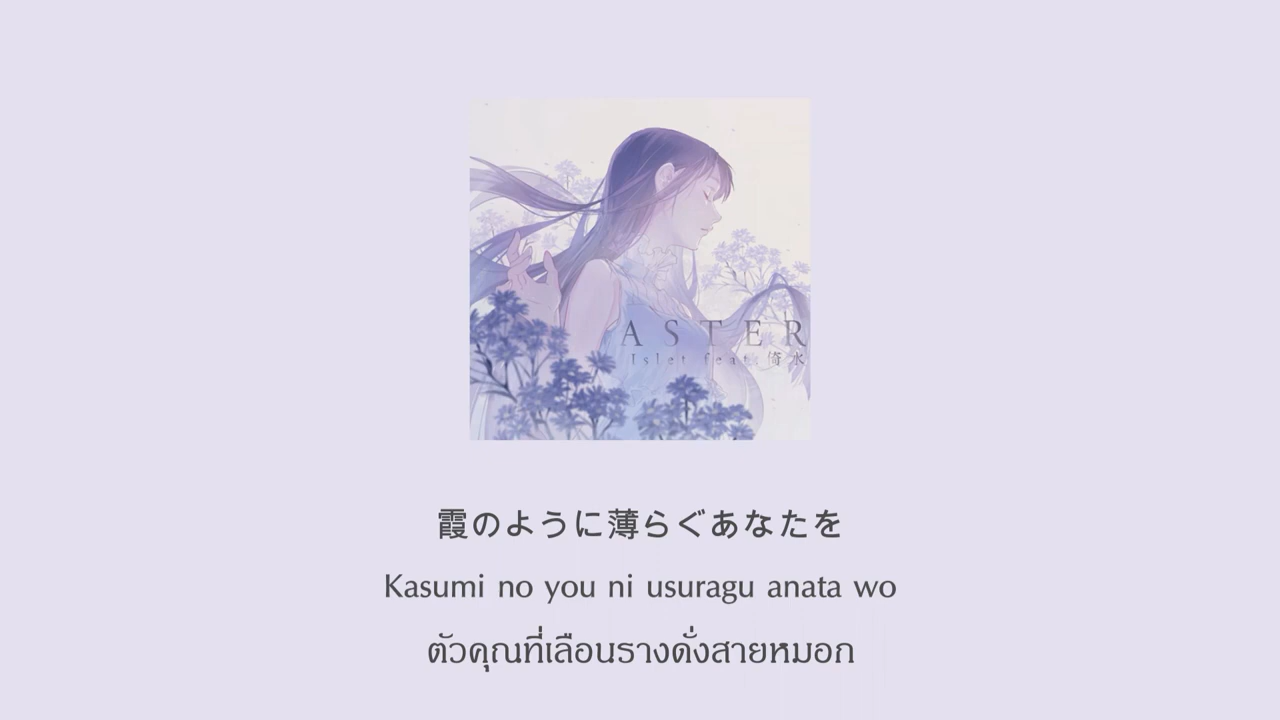 ASTER
Islet feat. 倚水
霞のように薄らぐあなたを
Kasumi no you ni usuragu anata wo
ตัวคุณที่เลือนรางดั่งสายหมอก